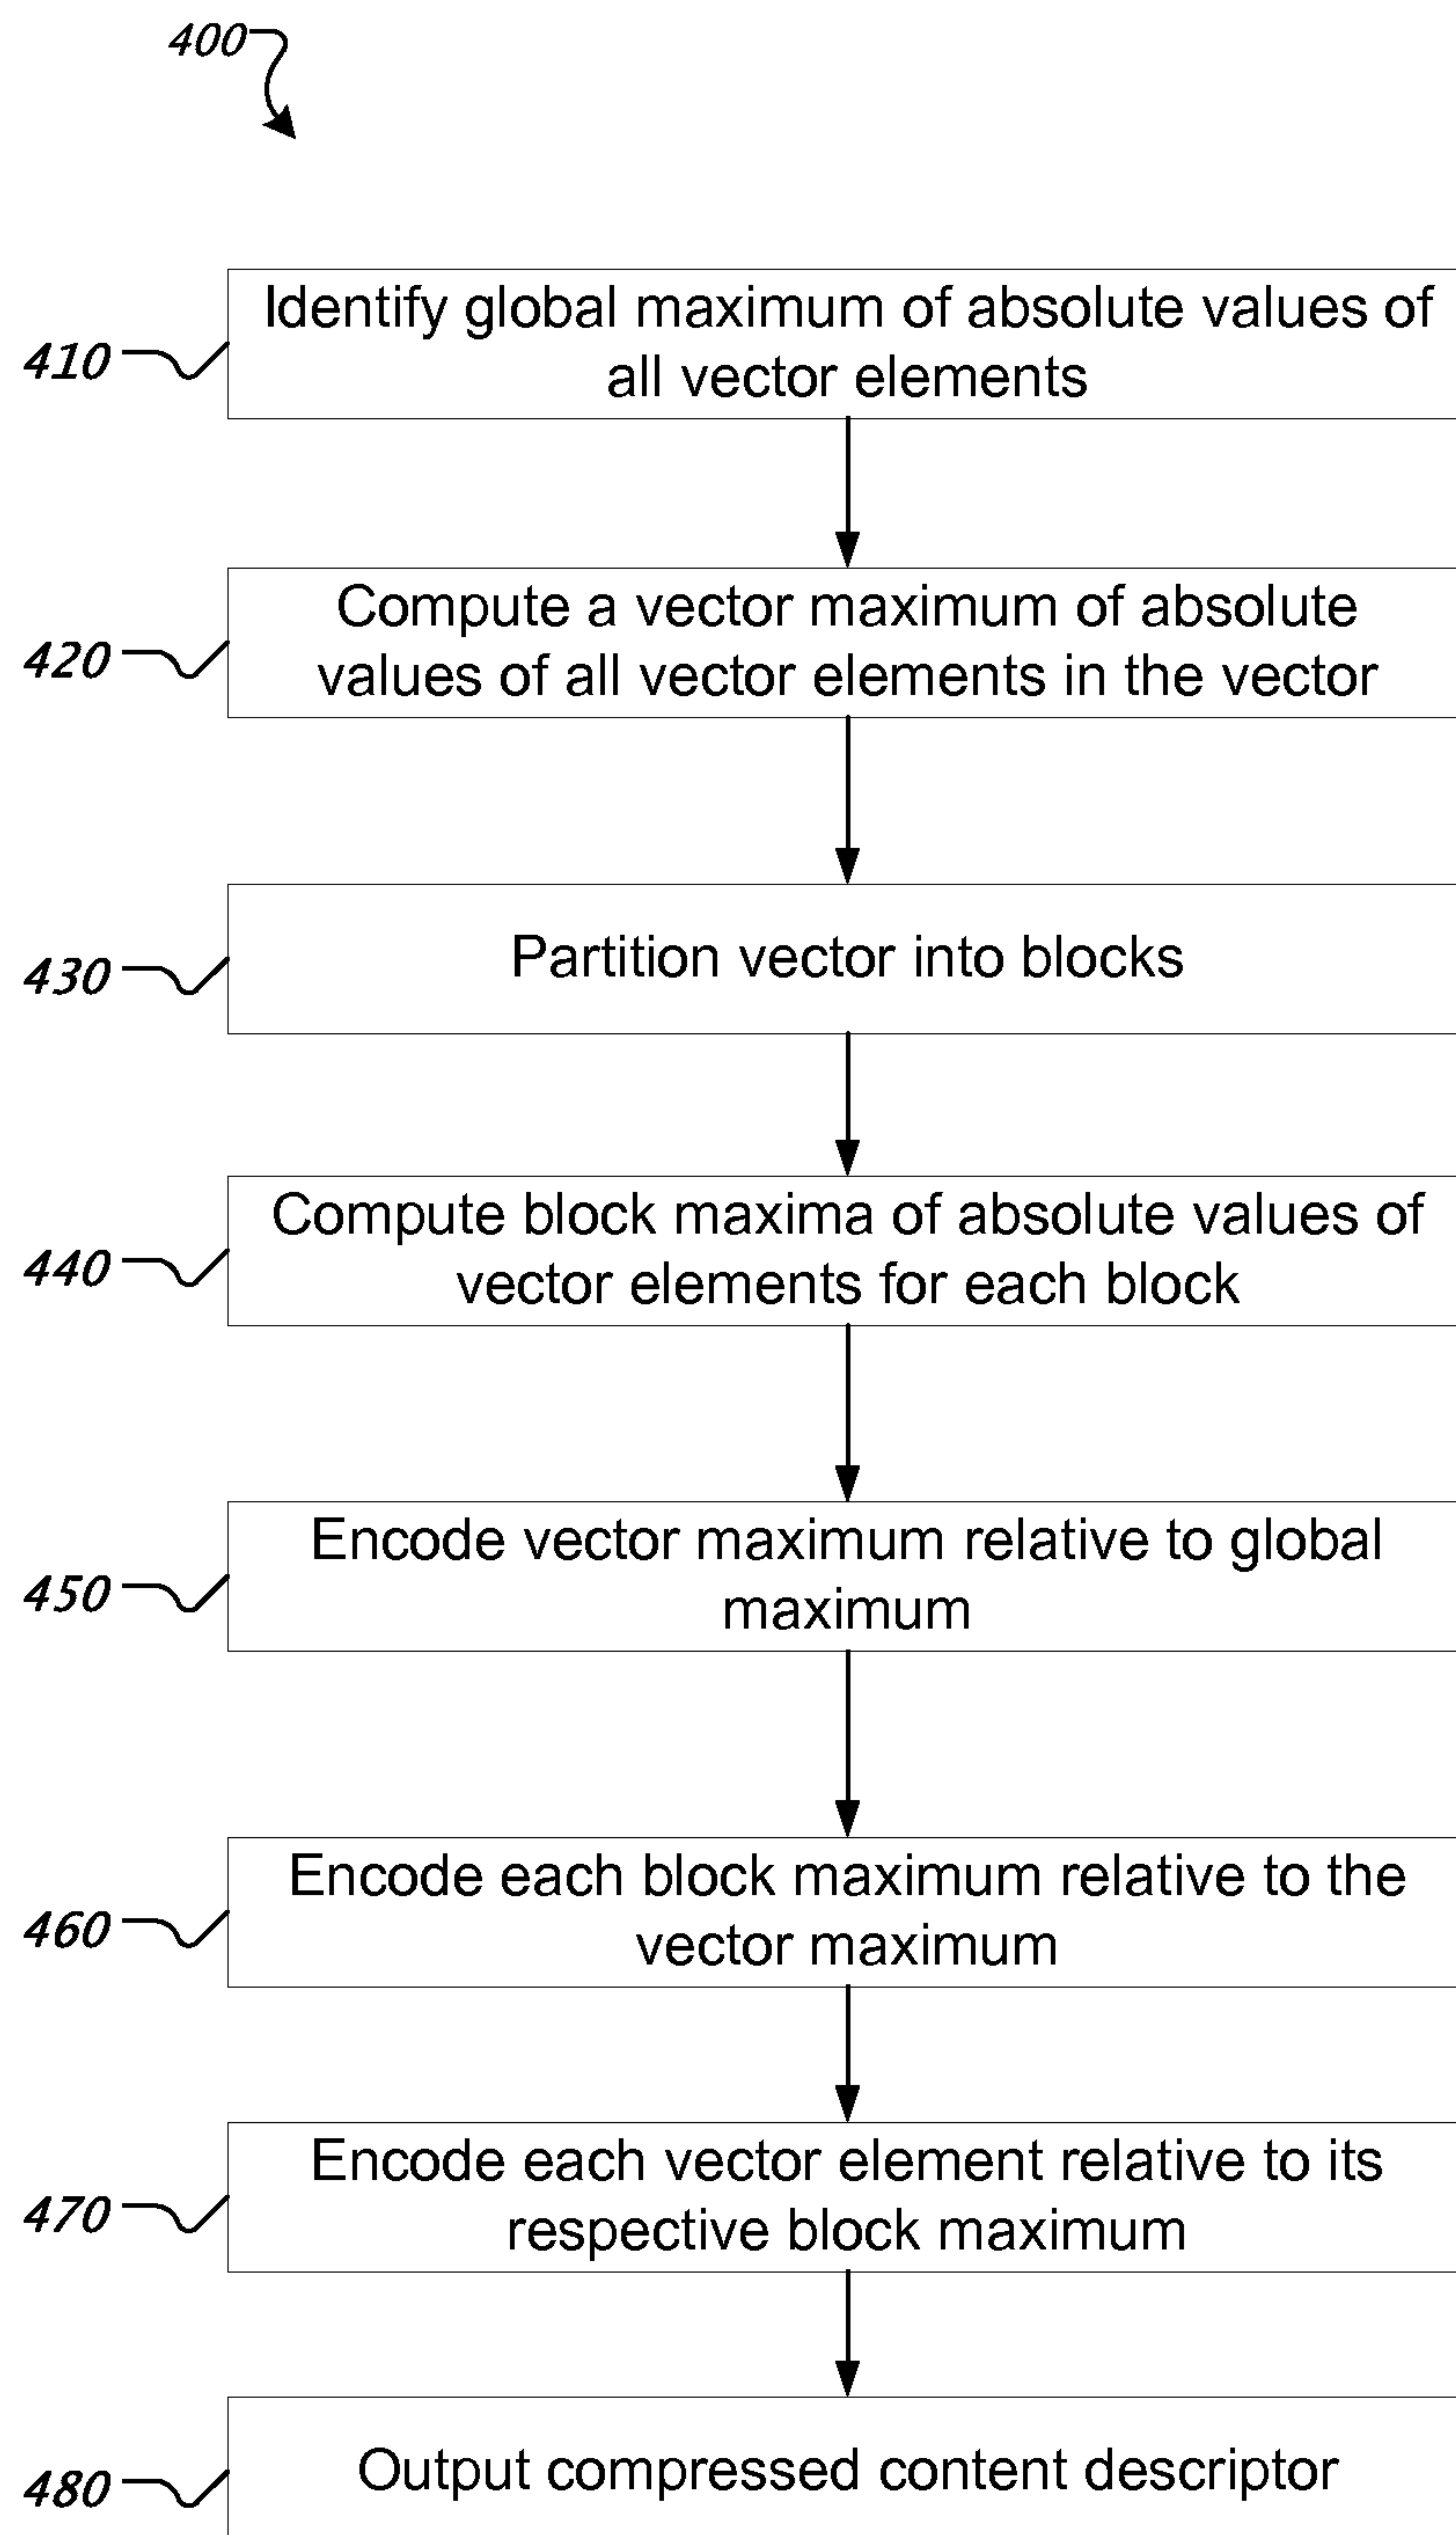 400
410
Identify global maximum of absolute values of
all vector elements
420
Compute a vector maximum of absolute
values of all vector elements in the vector
430
Partition vector into blocks
440
Compute block maxima of absolute values of
vector elements for each block
450
Encode vector maximum relative to global
maximum
460
Encode each block maximum relative to the
vector maximum
470
Encode each vector element relative to its
respective block maximum
480
Output compressed content descriptor